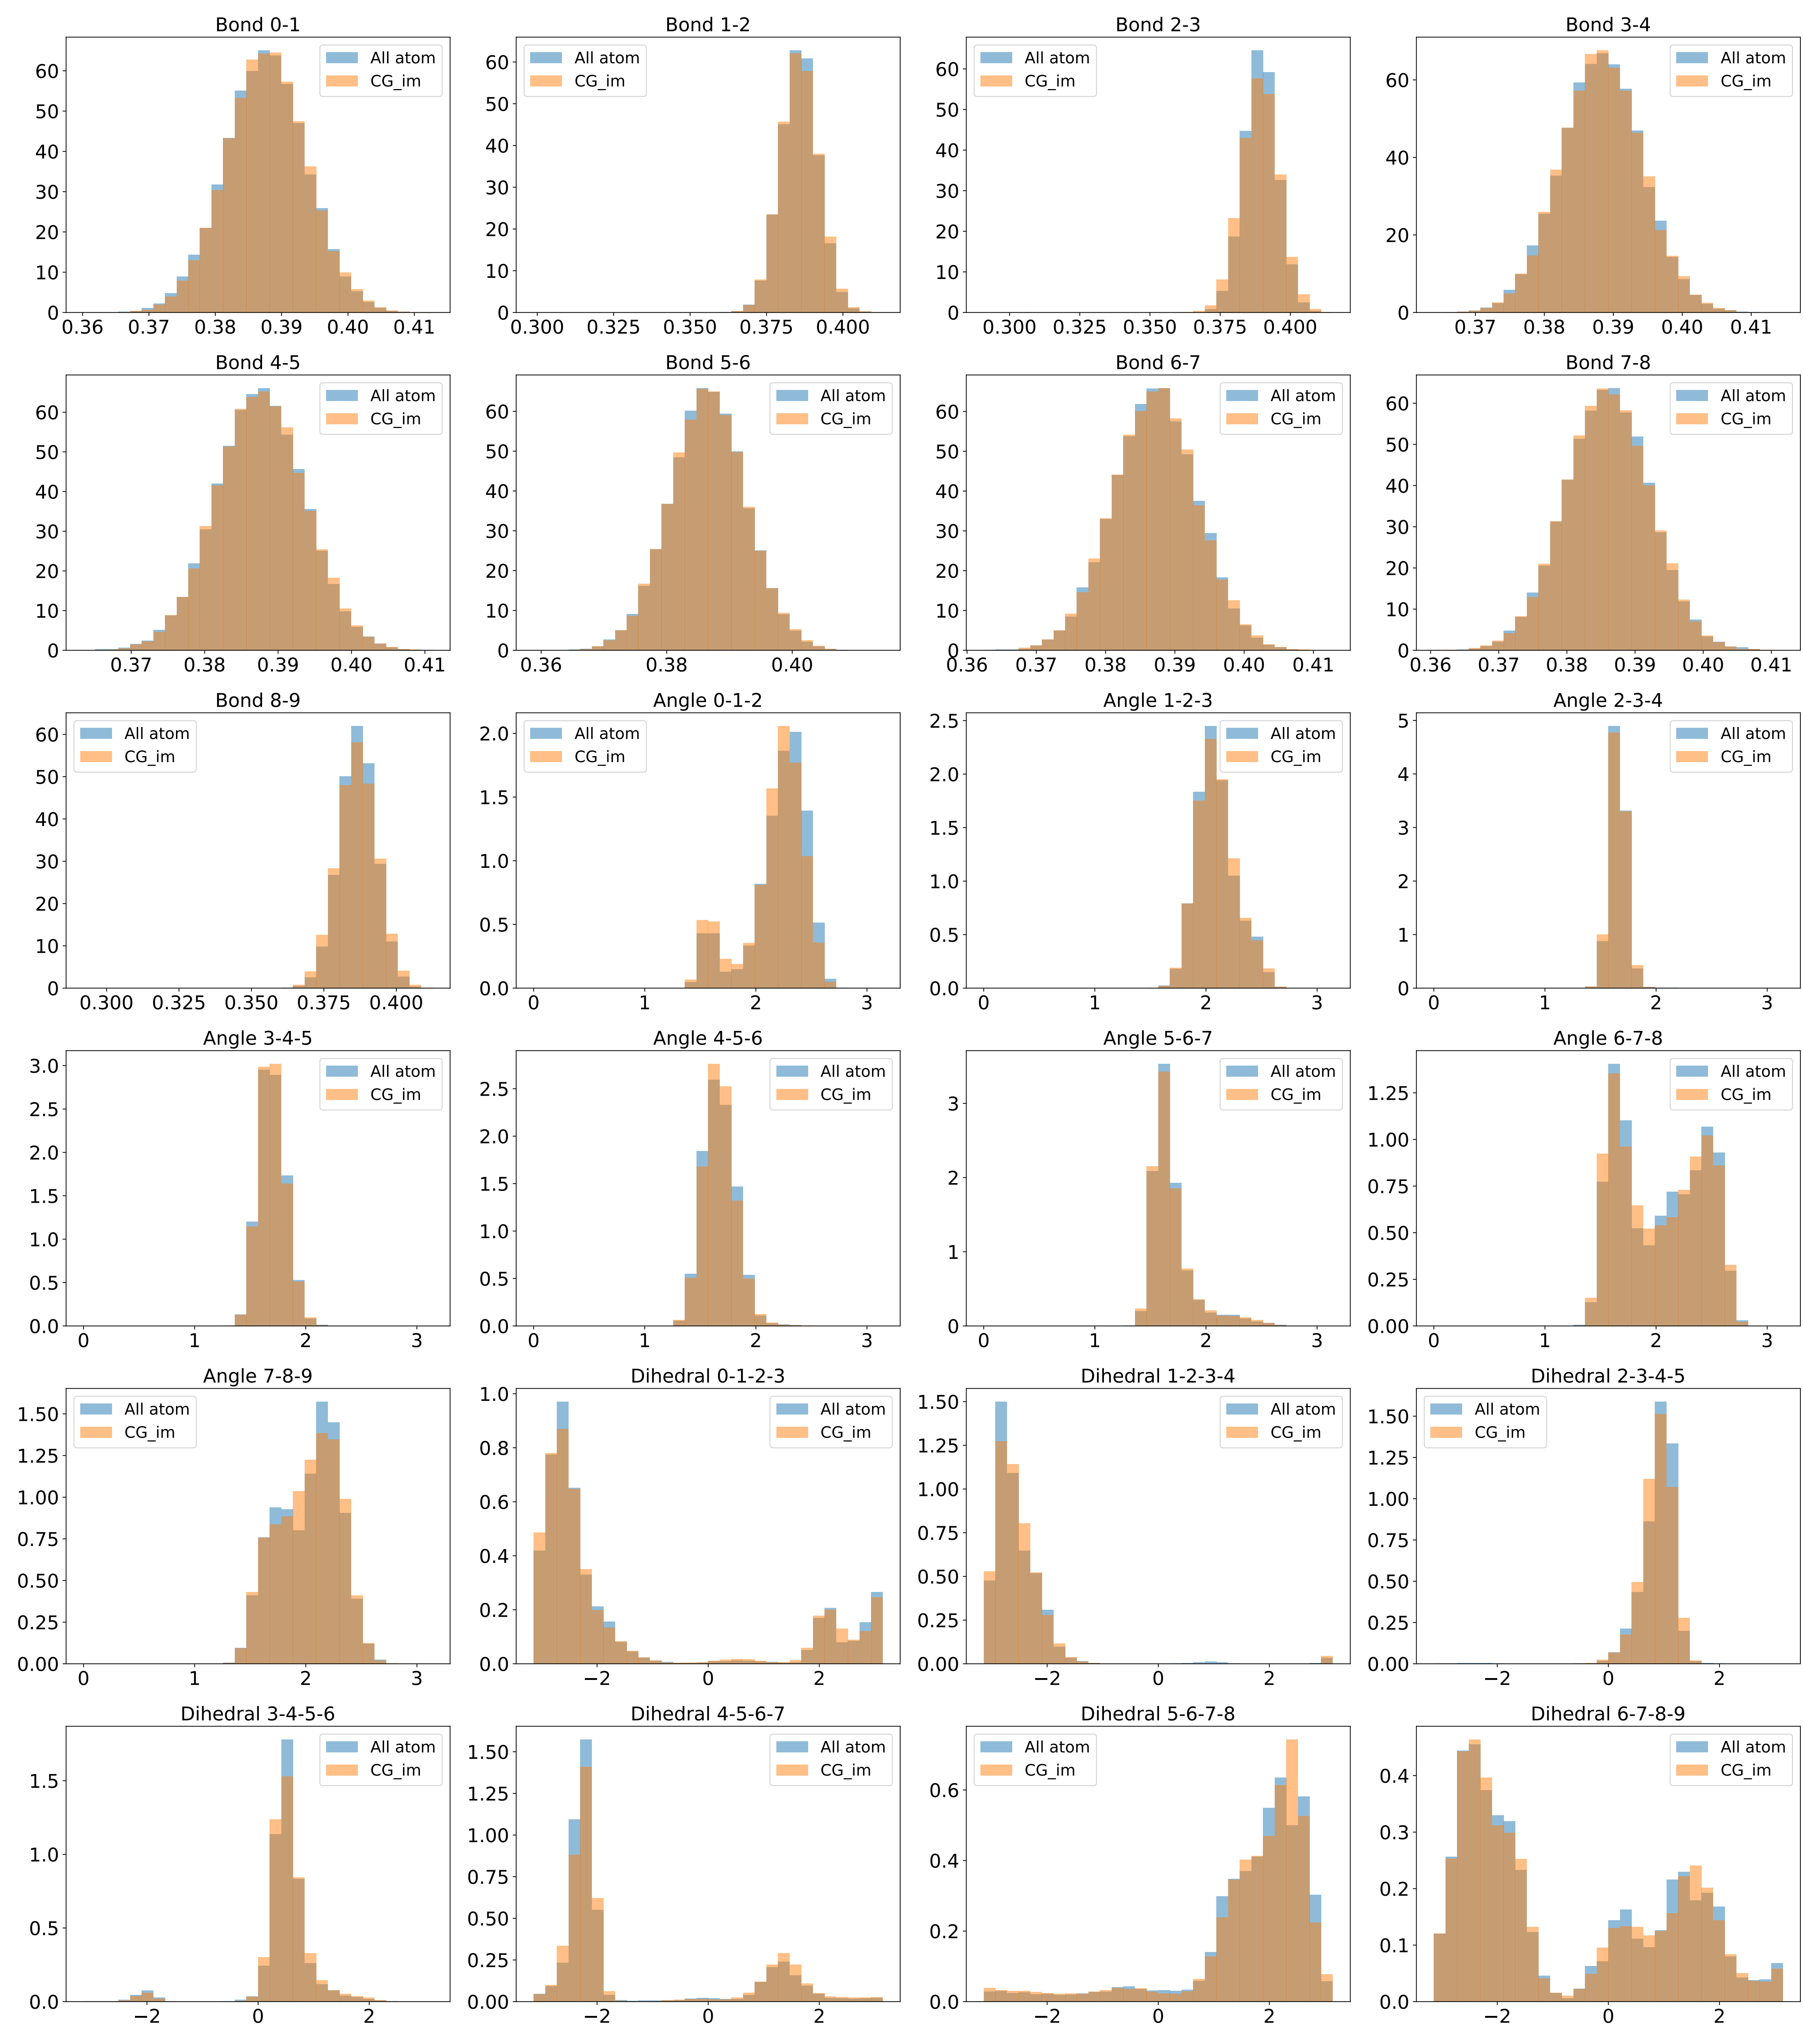 Bond 0-1
All atom
CG_im
60
50
40
30
20
10
0
0.36 0.37 0.38 0.39 0.40 0.41
Bond 1-2
All atom
CG_im
60
50
40
30
20
10
0
0.300 0.325 0.350 0.375 0.400
Bond 2-3
All atom
CG_im
60
50
40
30
20
10
0
0.300 0.325 0.350 0.375 0.400
Bond 3-4
All atom
CG_im
60
40
20
0
0.37 0.38 0.39 0.40 0.41
Bond 4-5
All atom
CG_im
60
50
40
30
20
10
0
0.37 0.38 0.39 0.40 0.41
Bond 5-6
All atom
CG_im
60
50
40
30
20
10
0
0.36 0.38 0.40
Bond 6-7
All atom
CG_im
60
50
40
30
20
10
0
0.36 0.37 0.38 0.39 0.40 0.41
Bond 7-8
All atom
CG_im
60
50
40
30
20
10
0
0.36 0.37 0.38 0.39 0.40 0.41
Bond 8-9
All atom
CG_im
60
50
40
30
20
10
0
0.300 0.325 0.350 0.375 0.400
Angle 0-1-2
All atom
CG_im
2.0
1.5
1.0
0.5
0.0
0 1 2 3
Angle 1-2-3
All atom
CG_im
2.5
2.0
1.5
1.0
0.5
0.0
0 1 2 3
Angle 2-3-4
All atom
CG_im
5
4
3
2
1
0
0 1 2 3
Angle 3-4-5
All atom
CG_im
3.0
2.5
2.0
1.5
1.0
0.5
0.0
0 1 2 3
Angle 4-5-6
All atom
CG_im
2.5
2.0
1.5
1.0
0.5
0.0
0 1 2 3
Angle 5-6-7
All atom
CG_im
3
2
1
0
0 1 2 3
Angle 6-7-8
All atom
CG_im
1.25
1.00
0.75
0.50
0.25
0.00
0 1 2 3
Angle 7-8-9
All atom
CG_im
1.50
1.25
1.00
0.75
0.50
0.25
0.00
0 1 2 3
Dihedral 0-1-2-3
All atom
CG_im
1.0
0.8
0.6
0.4
0.2
0.0
−2 0 2
Dihedral 1-2-3-4
All atom
CG_im
1.50
1.25
1.00
0.75
0.50
0.25
0.00
−2 0 2
Dihedral 2-3-4-5
All atom
CG_im
1.50
1.25
1.00
0.75
0.50
0.25
0.00
−2 0 2
Dihedral 3-4-5-6
All atom
CG_im
1.5
1.0
0.5
0.0
−2 0 2
Dihedral 4-5-6-7
All atom
CG_im
1.50
1.25
1.00
0.75
0.50
0.25
0.00
−2 0 2
Dihedral 5-6-7-8
All atom
CG_im
0.6
0.4
0.2
0.0
−2 0 2
Dihedral 6-7-8-9
All atom
CG_im
0.4
0.3
0.2
0.1
0.0
−2 0 2